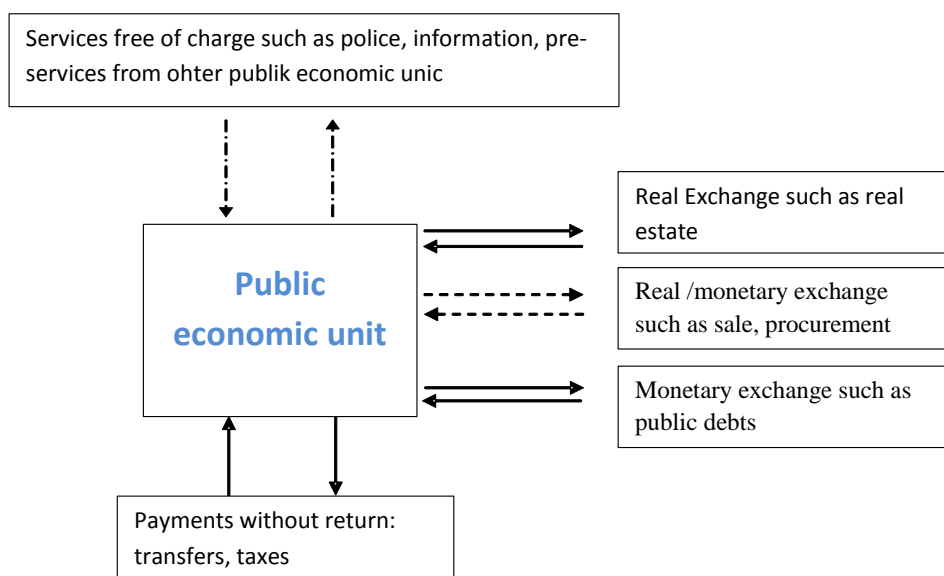 Services free of charge such as police, information, pre-
services from ohter publik economic unic
Real Exchange such as real
estate
Public
economic unit
Real /monetary exchange
such as sale, procurement
Monetary exchange such as
public debts
Payments without return:
transfers, taxes